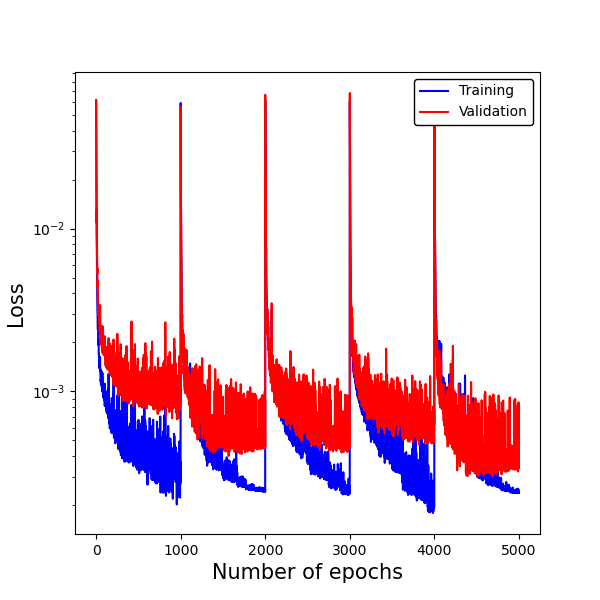 Training
Validation
10⁻²
10⁻³
Loss
0 1000 2000 3000 4000 5000
Number of epochs